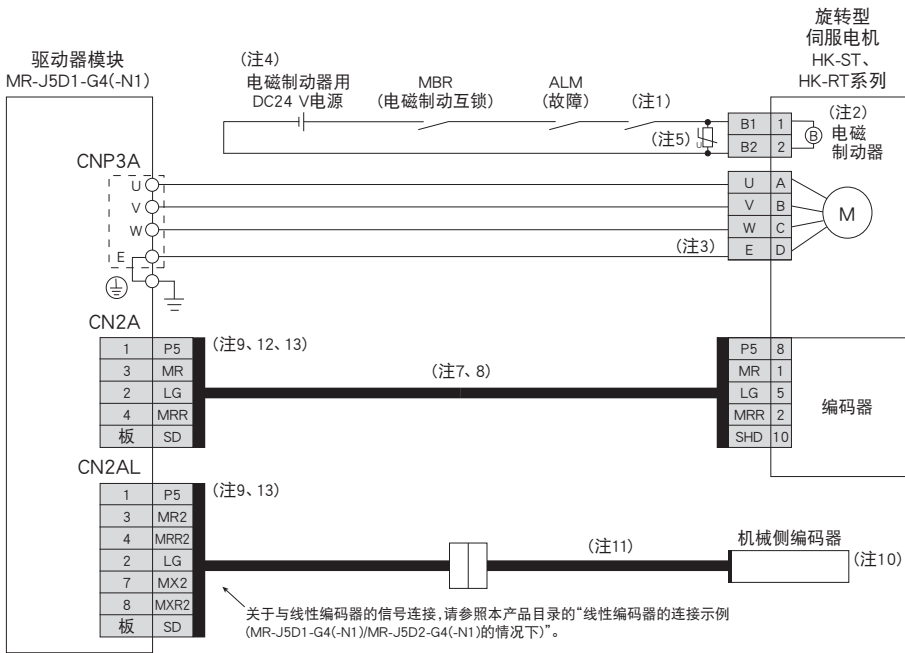 驱动器模块
MR-J5D1-G4(-N1)
旋转型
伺服电机
HK-ST、
HK-RT系列
(注4)
电磁制动器用
DC24 V电源
MBR
(电磁制动互锁)
ALM
(故障)
(注1)
(注5)
U
B1 1
B2 2
B
(注2)
电磁
制动器
CNP3A
U
V
W
E
(注3)
U A
V B
W C
E D
M
CN2A
1 P5
3 MR
2 LG
4 MRR
板 SD
(注9、12、13)
(注7、8)
P5 8
MR 1
LG 5
MRR 2
SHD 10
编码器
CN2AL
1 P5
3 MR2
4 MRR2
2 LG
7 MX2
8 MXR2
板 SD
(注9、13)
(注11)
机械侧编码器
(注10)
关于与线性编码器的信号连接,请参照本产品目录的“线性编码器的连接示例
(MR-J5D1-G4(-N1)/MR-J5D2-G4(-N1)的情况下)”。